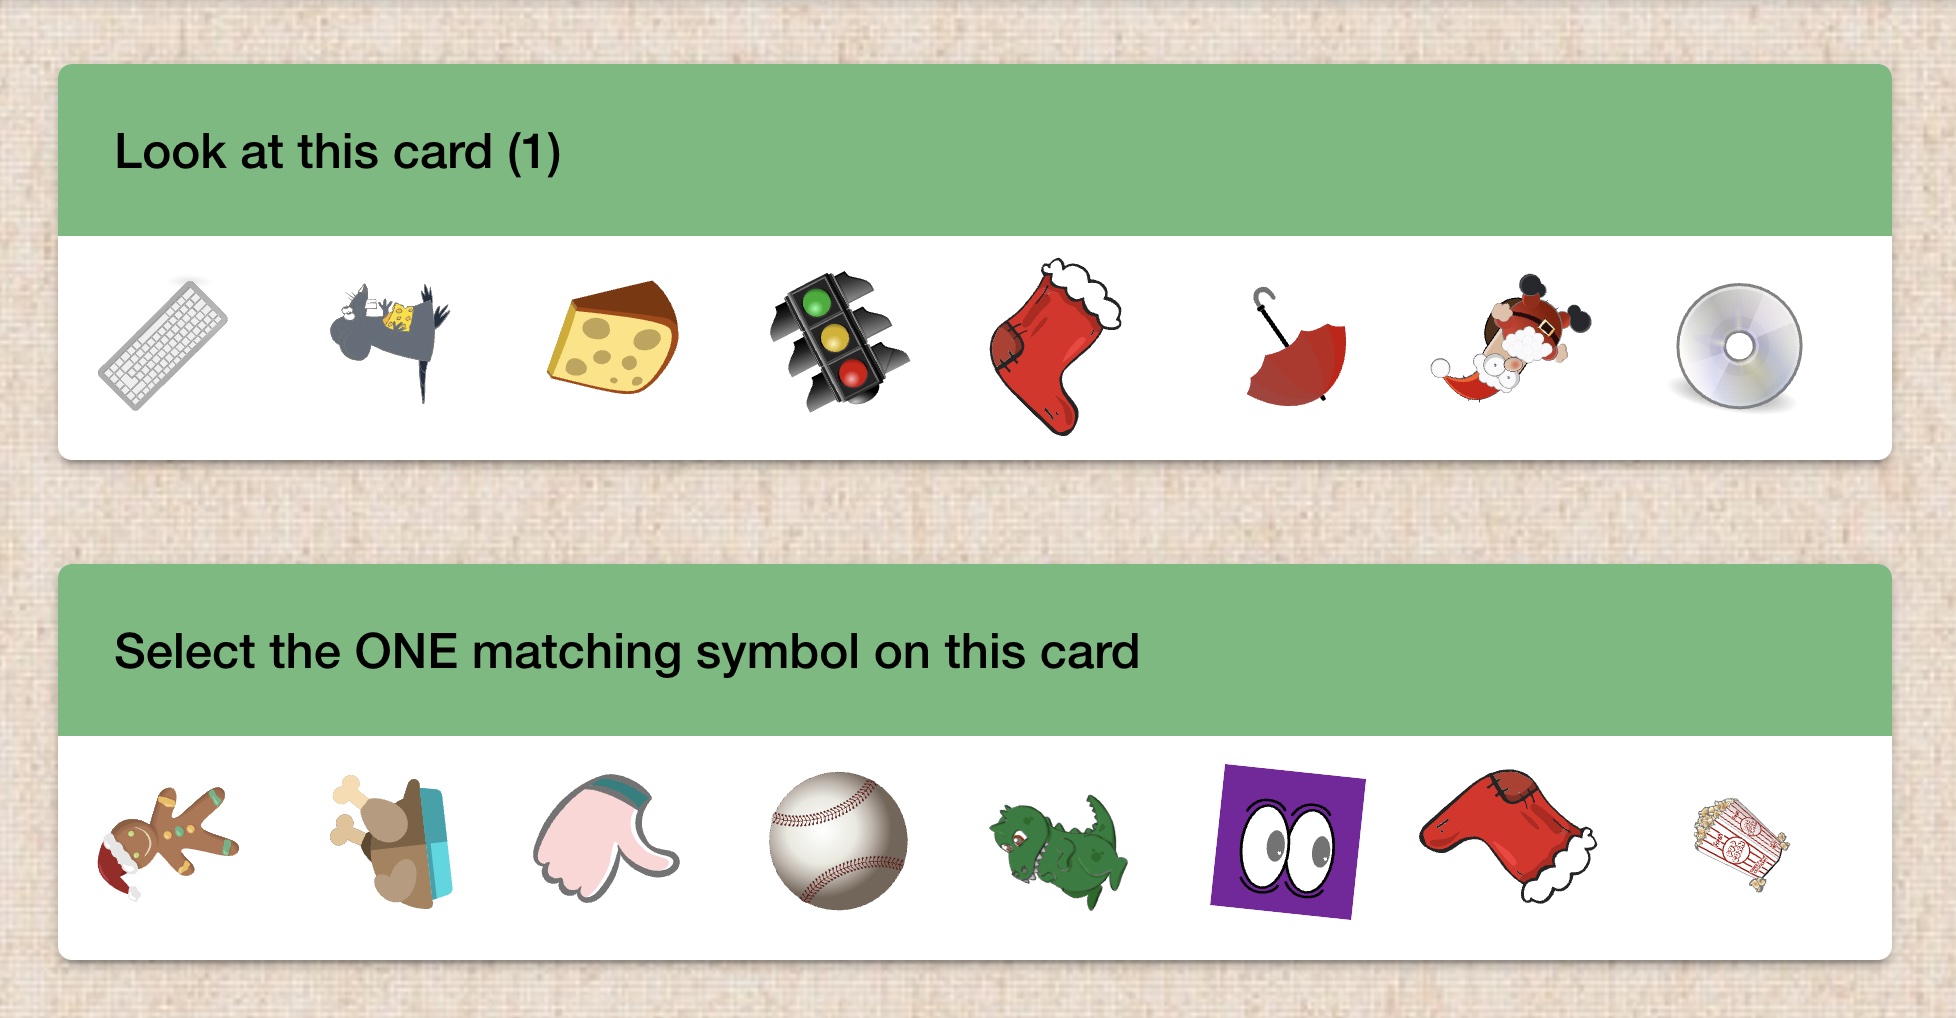 Look at this card (1)
Select the ONE matching symbol on this card